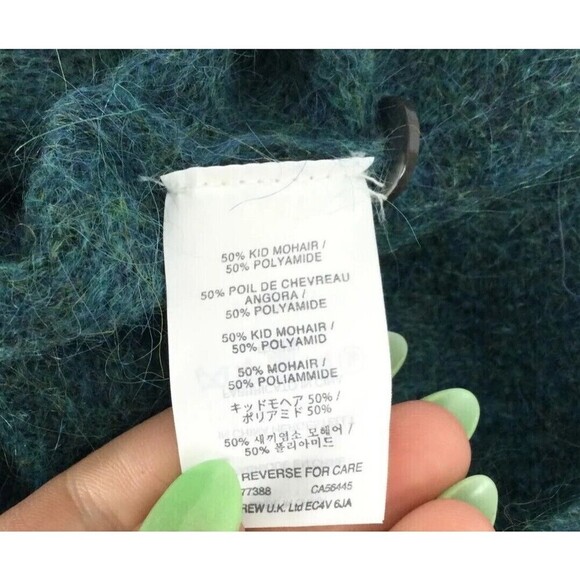 50% KID MOHAIR /
50% POLYAMIDE
50% POIL DE CHEVREAU
ANGORA /
50% POLYAMIDE
50% KID MOHAIR /
50% POLYAMID
50% MOHAIR /
50% POLIAMMIDE
キッドモヘア 50% /
ポリアミド 50%
50% 새끼염소 모헤어 /
50% 폴리아미드
REVERSE FOR CARE
77388 CA56445
REW U.K. Ltd EC4V 6JA